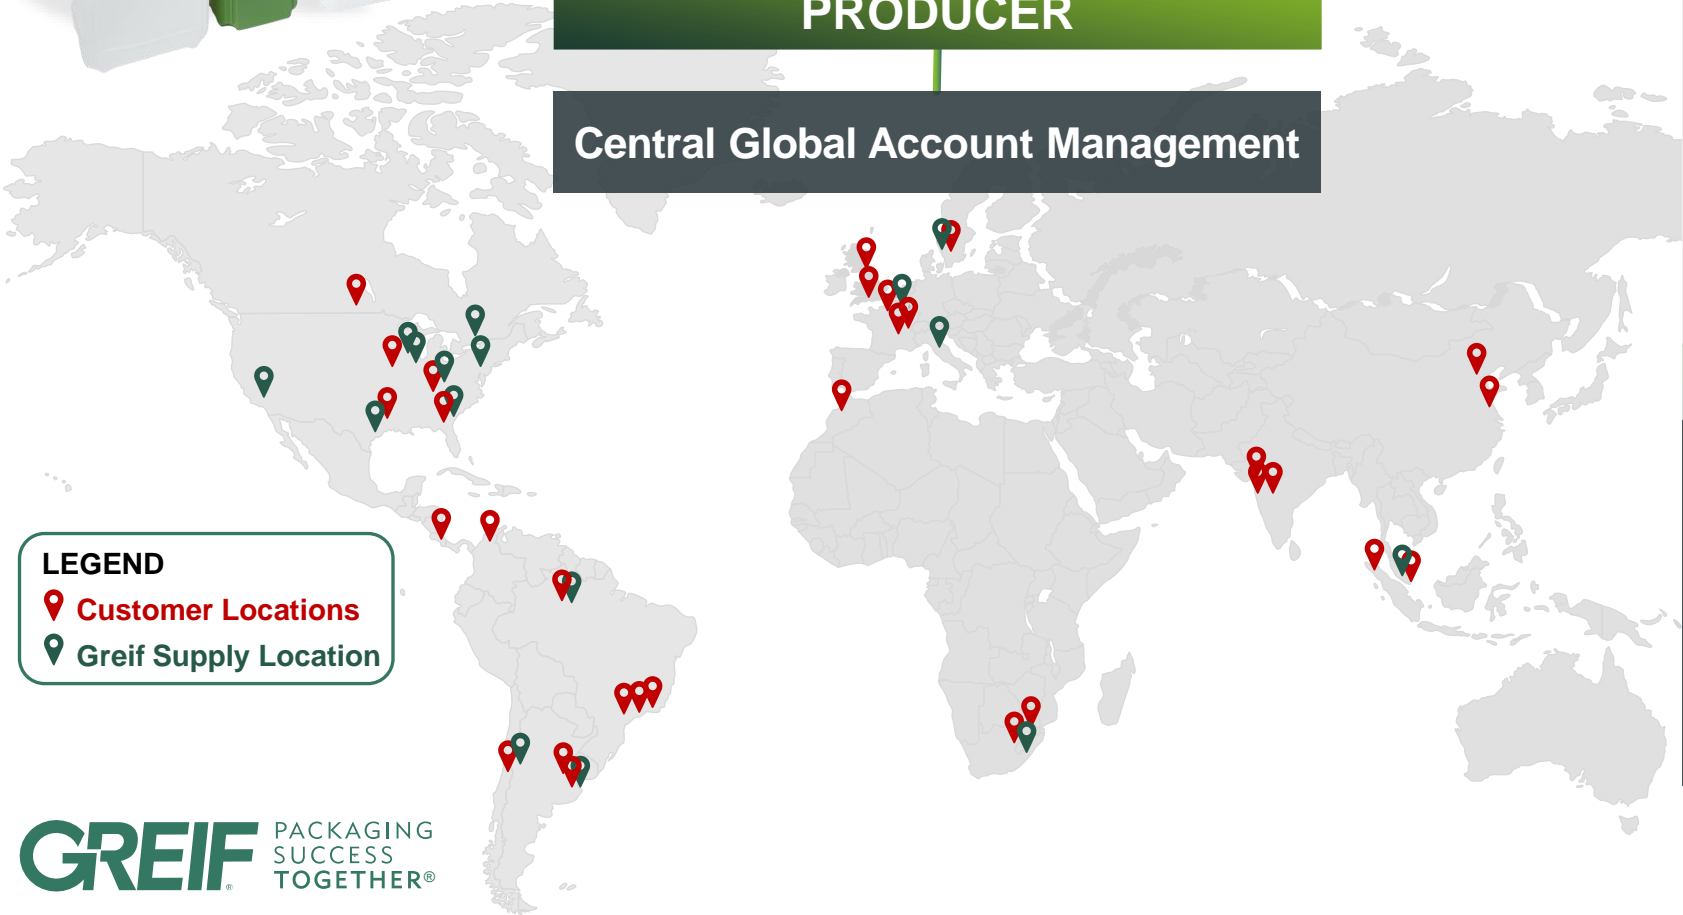 PRODUCER
Central Global Account Management
LEGEND
Customer Locations
Greif Supply Location
GREIF®
PACKAGING
SUCCESS
TOGETHER®